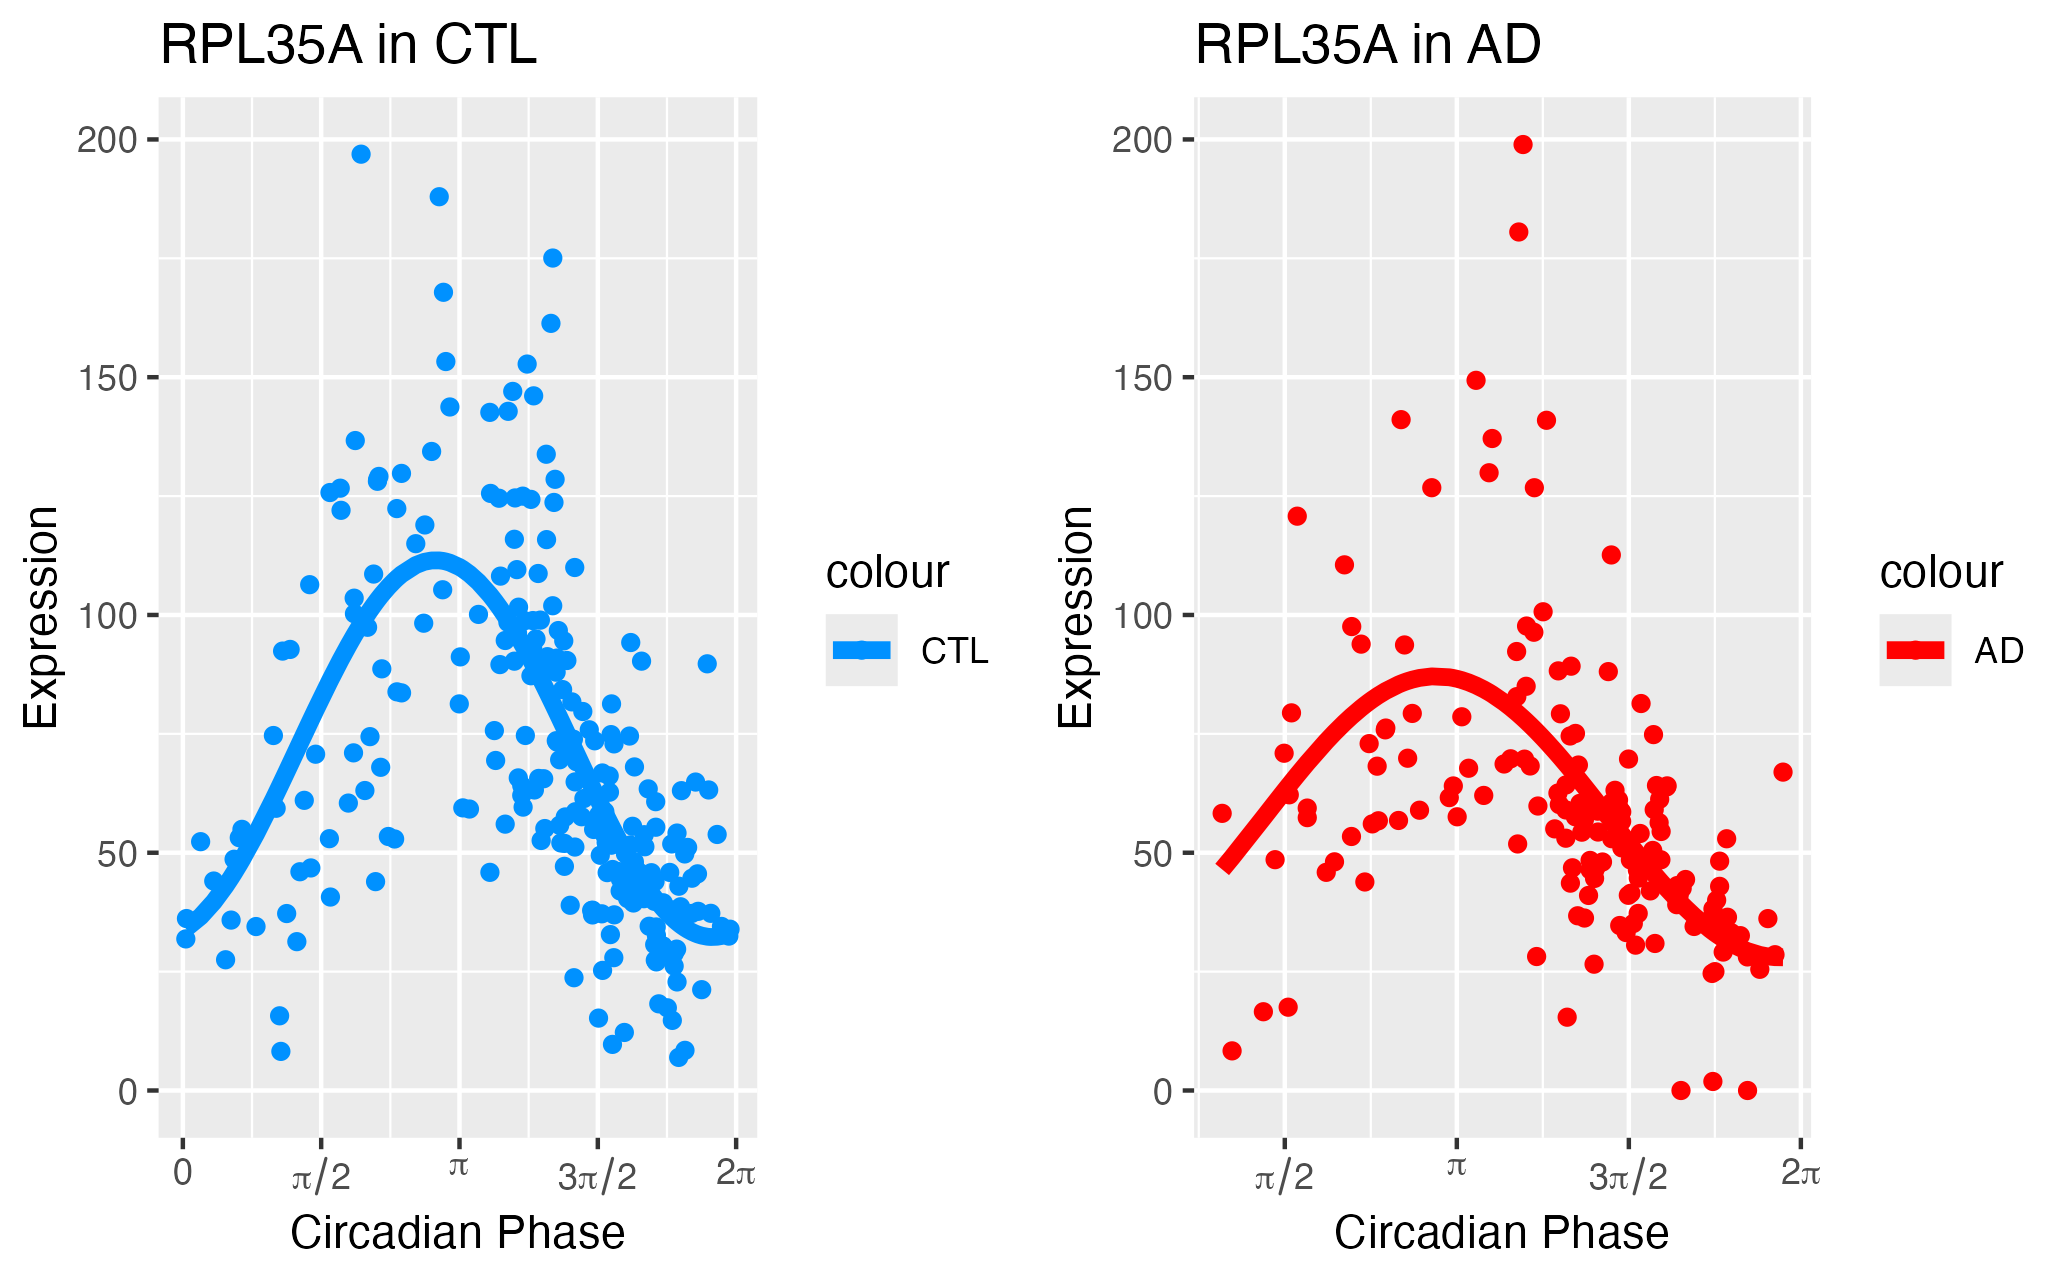 RPL35A in CTL
200
150
100
50
0
Expression
0 π/2 π 3π/2 2π
Circadian Phase
colour
CTL
RPL35A in AD
200
150
100
50
0
Expression
π/2 π 3π/2 2π
Circadian Phase
colour
AD